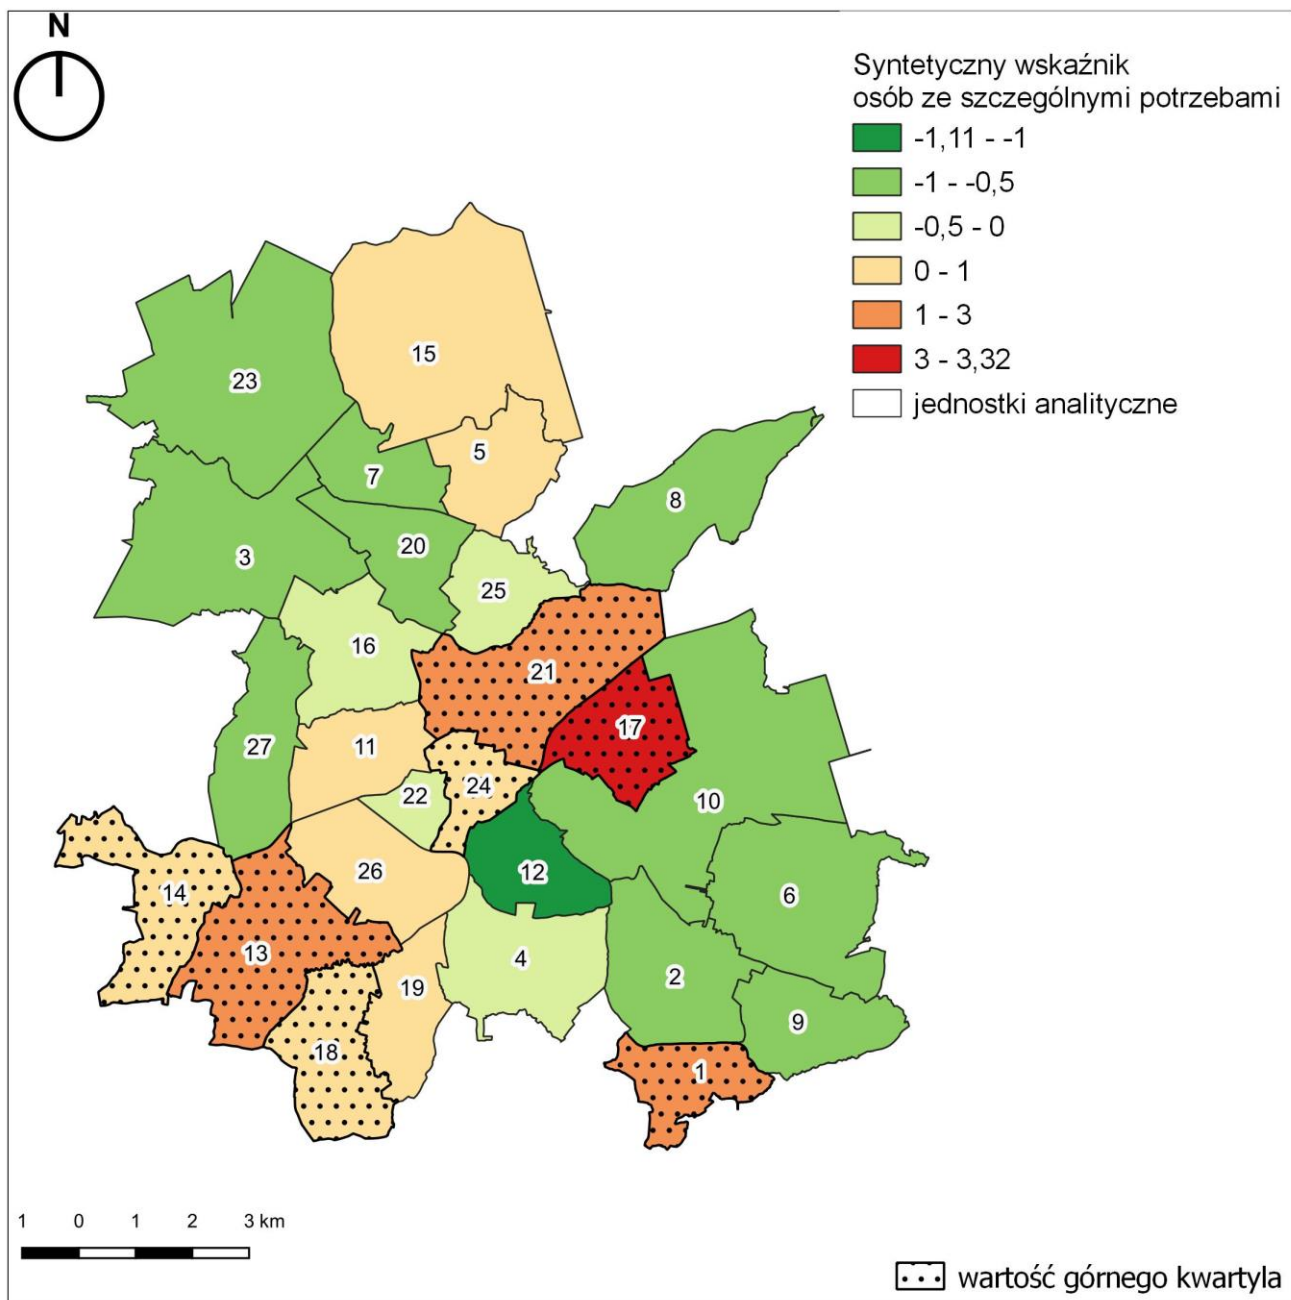 N
Syntetyczny wskaźnik
osób ze szczególnymi potrzebami
-1,11 - -1
-1 - -0,5
-0,5 - 0
0 - 1
1 - 3
3 - 3,32
jednostki analityczne
15
23
5
7
8
20
3
25
16
21
17
27
11
24
22
10
12
26
14
6
13
4
2
19
9
18
1
1 0 1 2 3 km
wartość górnego kwartyla